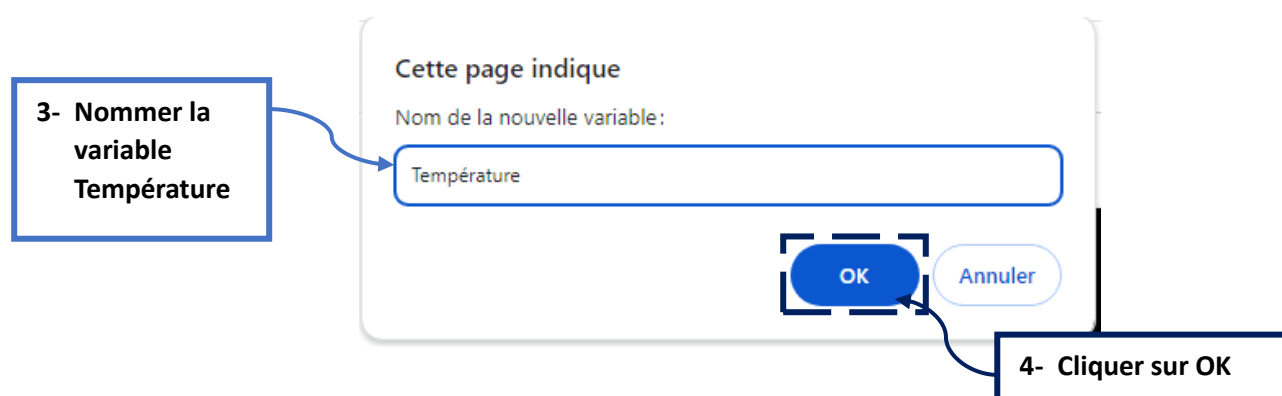 Cette page indique
3- Nommer la
variable
Température
Nom de la nouvelle variable:
Température
OK
Annuler
4- Cliquer sur OK